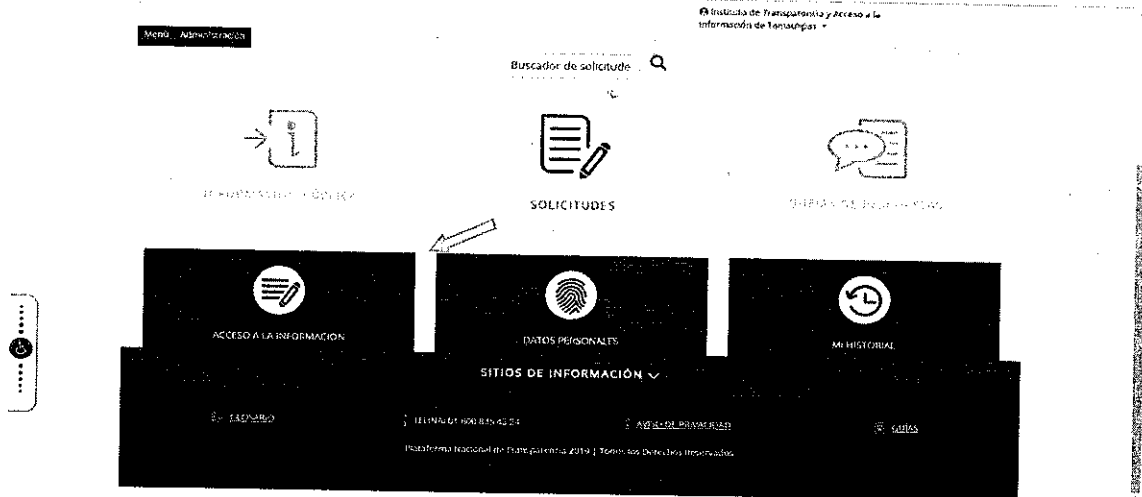 Instituto de Transparencia y Acceso a la
Información de Tamaulipas
Menú Administración
Buscador de solicitude
SOLICITUDES
ACCESO A LA INFORMACIÓN
DATOS PERSONALES
MI HISTORIAL
SITIOS DE INFORMACIÓN
GLOSARIO
AVISO DE PRIVACIDAD
GUÍAS
Plataforma Nacional de Transparencia 2019 | Todos los Derechos Reservados